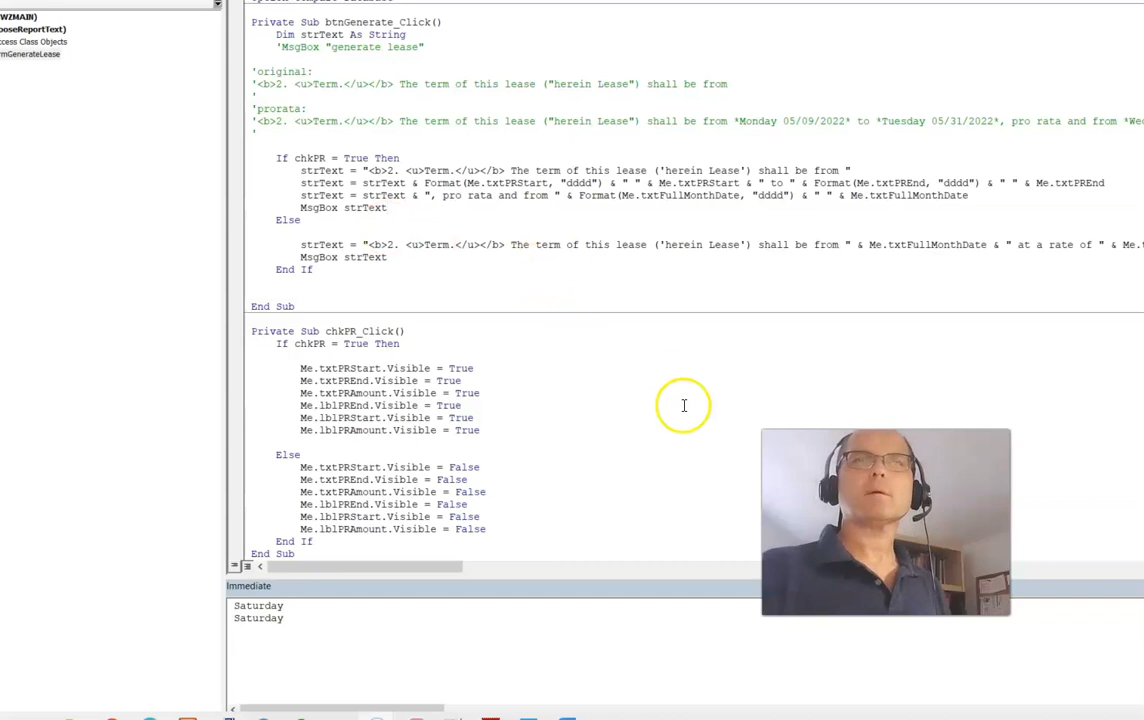 WZMAIN)
ooseReportText)
ccess Class Objects
rmGenerateLease
Private Sub btnGenerate_Click()
Dim strText As String
'MsgBox "generate lease"
'original:
'<b>2. <u>Term.</u></b> The term of this lease ("herein Lease") shall be from
'
'prorata:
'<b>2. <u>Term.</u></b> The term of this lease ("herein Lease") shall be from *Monday 05/09/2022* to *Tuesday 05/31/2022*, pro rata and from *Wed
'
If chkPR = True Then
strText = "<b>2. <u>Term.</u></b> The term of this lease ('herein Lease') shall be from "
strText = strText & Format(Me.txtPRStart, "dddd") & " " & Me.txtPRStart & " to " & Format(Me.txtPREnd, "dddd") & " " & Me.txtPREnd
strText = strText & ", pro rata and from " & Format(Me.txtFullMonthDate, "dddd") & " " & Me.txtFullMonthDate
MsgBox strText
Else
strText = "<b>2. <u>Term.</u></b> The term of this lease ('herein Lease') shall be from " & Me.txtFullMonthDate & " at a rate of " & Me.t
MsgBox strText
End If
End Sub
Private Sub chkPR_Click()
If chkPR = True Then
Me.txtPRStart.Visible = True
Me.txtPREnd.Visible = True
Me.txtPRAmount.Visible = True
Me.lblPREnd.Visible = True
Me.lblPRStart.Visible = True
Me.lblPRAmount.Visible = True
Else
Me.txtPRStart.Visible = False
Me.txtPREnd.Visible = False
Me.txtPRAmount.Visible = False
Me.lblPREnd.Visible = False
Me.lblPRStart.Visible = False
Me.lblPRAmount.Visible = False
End If
End Sub
Immediate
Saturday
Saturday